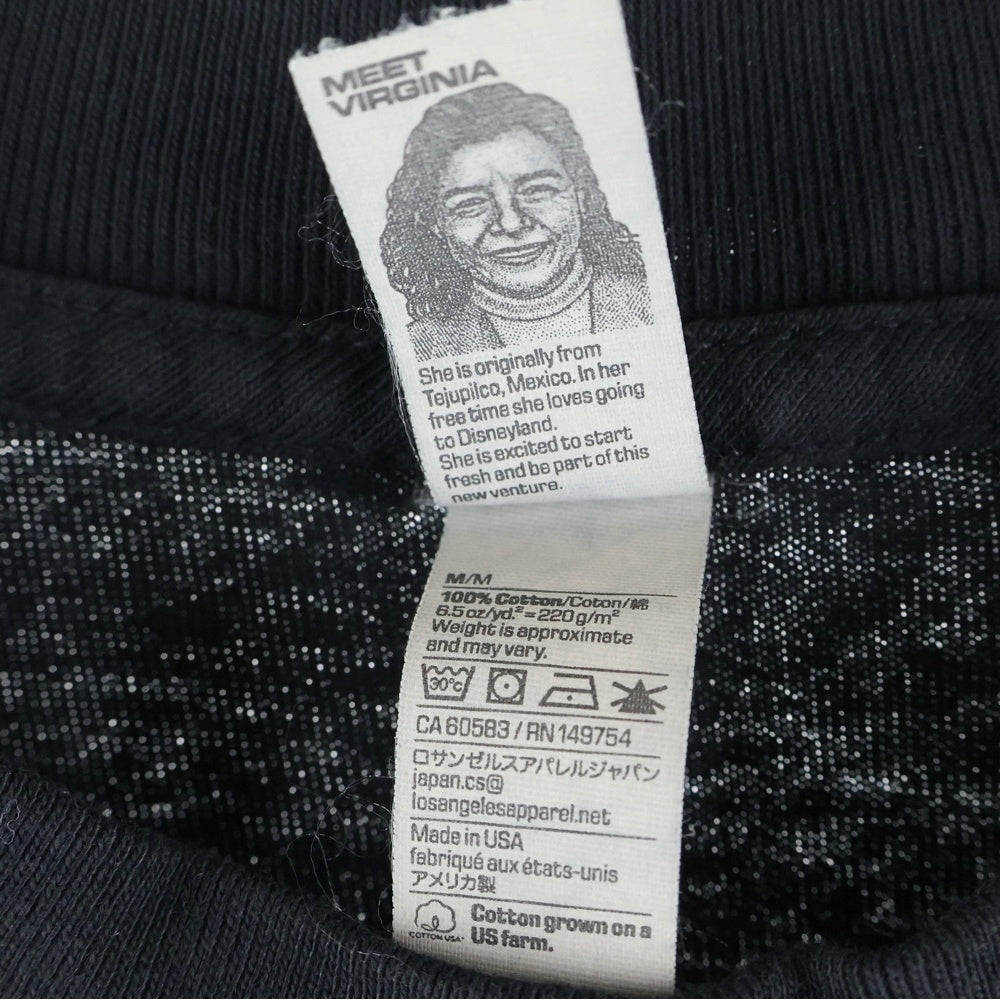 MEET
VIRGINIA
She is originally from
Tejupilco, Mexico. In her
free time she loves going
to Disneyland.
She is excited to start
fresh and be part of this
new venture.
M/M
100% Cotton/Coton/綿
6.5 oz/yd.² = 220 g/m²
Weight is approximate
and may vary.
30°c
CA 60583 / RN 149754
ロサンゼルスアパレルジャパン
japan.cs@
losangelesapparel.net
Made in USA
fabriqué aux états-unis
アメリカ製
COTTON USA
Cotton grown on a
US farm.